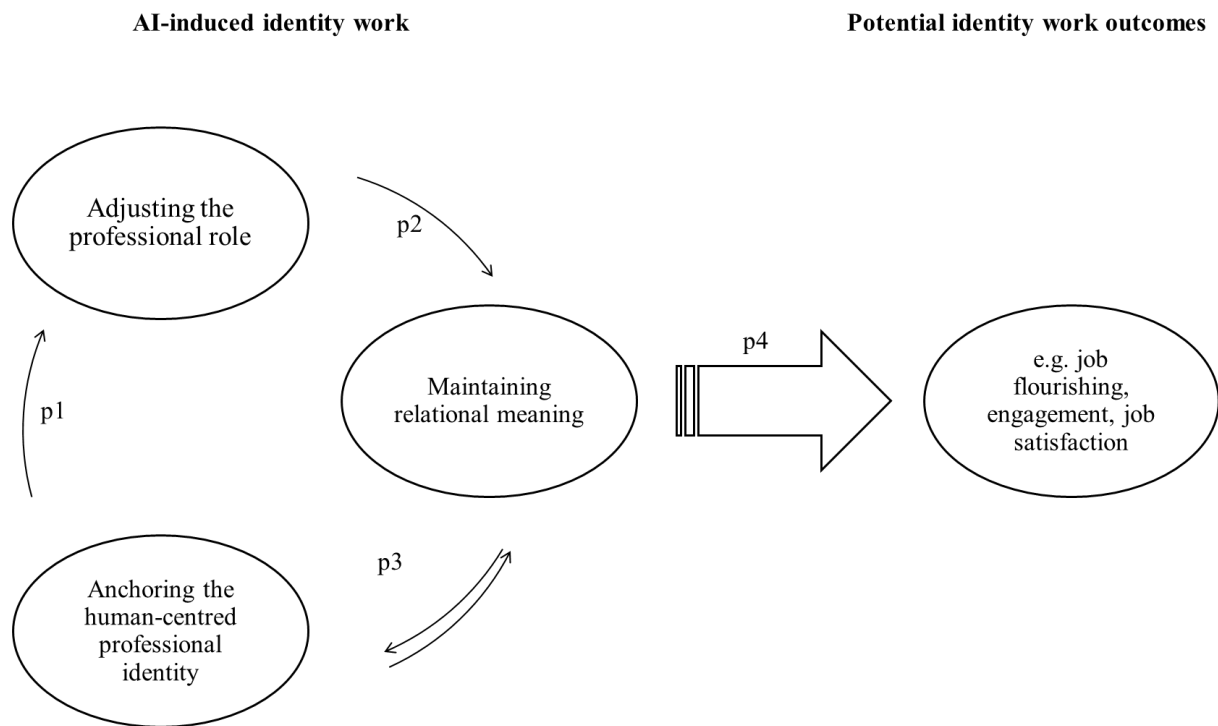 AI-induced identity work
Potential identity work outcomes
Adjusting the
professional role
p2
p1
Maintaining
relational meaning
p4
e.g. job
flourishing,
engagement, job
satisfaction
p3
Anchoring the
human-centred
professional
identity